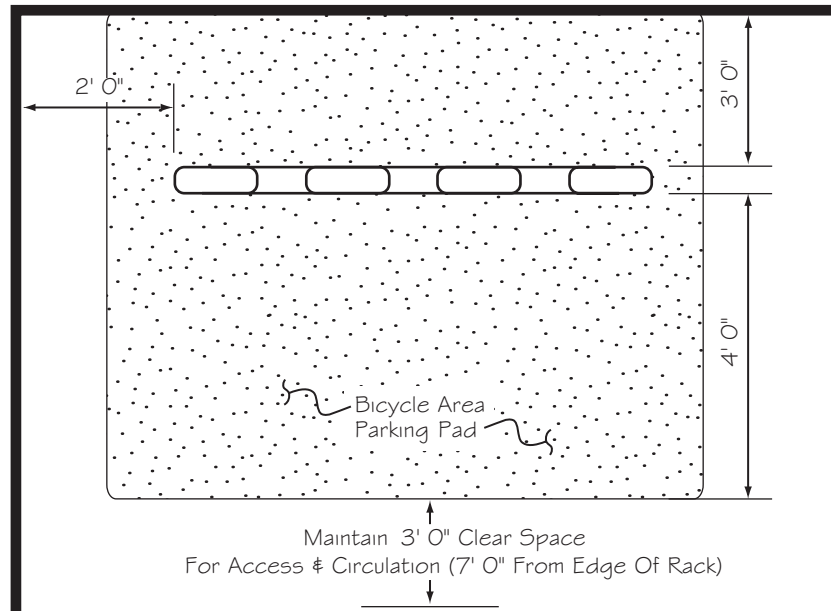 2' 0"
3' 0"
4' 0"
Bicycle Area
Parking Pad
Maintain 3' 0" Clear Space
For Access & Circulation (7' 0" From Edge Of Rack)